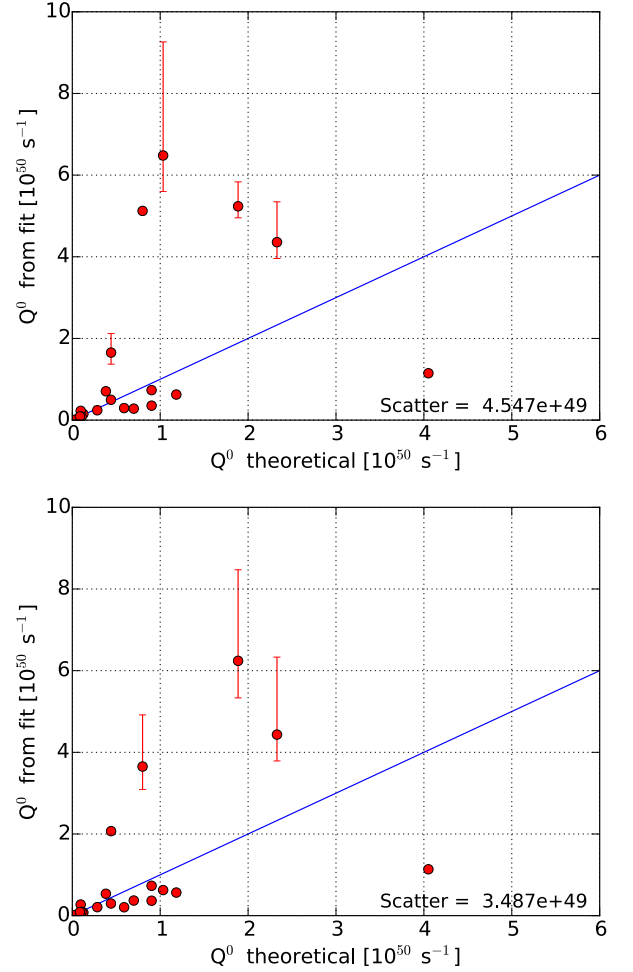 10
8
6
4
2
0
Q⁰ from fit [10⁵⁰ s⁻¹]
Scatter = 4.547e+49
0 1 2 3 4 5 6
Q⁰ theoretical [10⁵⁰ s⁻¹]
10
8
6
4
2
0
Q⁰ from fit [10⁵⁰ s⁻¹]
Scatter = 3.487e+49
0 1 2 3 4 5 6
Q⁰ theoretical [10⁵⁰ s⁻¹]